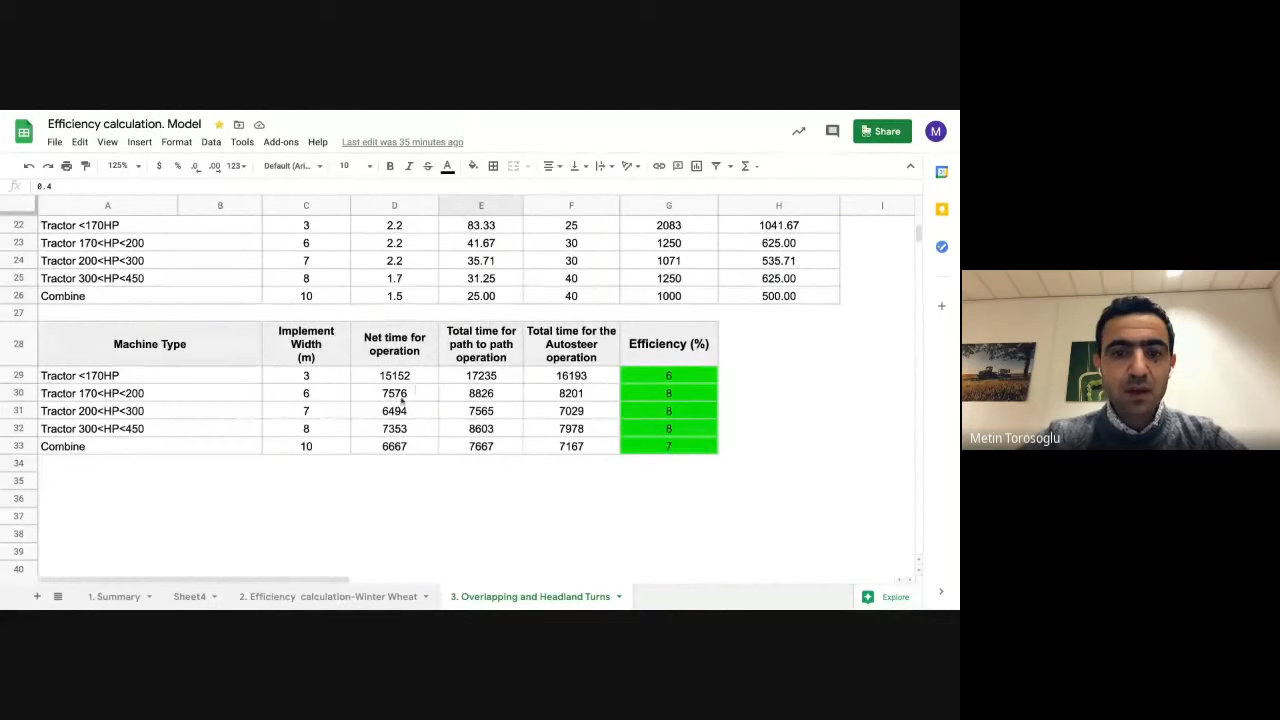 Efficiency calculation. Model
File Edit View Insert Format Data Tools Add-ons Help Last edit was 35 minutes ago
Share
M
125% $ % .0 .00 123 Default (Ari... 10 B I S A
fx 0.4
A B C D E F G H I
22 Tractor <170HP 3 2.2 83.33 25 2083 1041.67
23 Tractor 170<HP<200 6 2.2 41.67 30 1250 625.00
24 Tractor 200<HP<300 7 2.2 35.71 30 1071 535.71
25 Tractor 300<HP<450 8 1.7 31.25 40 1250 625.00
26 Combine 10 1.5 25.00 40 1000 500.00
27
28 Machine Type Implement Width (m) Net time for operation Total time for path to path operation Total time for the Autosteer operation Efficiency (%)
29 Tractor <170HP 3 15152 17235 16193 6
30 Tractor 170<HP<200 6 7576 8826 8201 8
31 Tractor 200<HP<300 7 6494 7565 7029 8
32 Tractor 300<HP<450 8 7353 8603 7978 8
33 Combine 10 6667 7667 7167 7
34
35
36
37
38
39
40
1. Summary Sheet4 2. Efficiency calculation-Winter Wheat 3. Overlapping and Headland Turns Explore
Metin Torosoglu